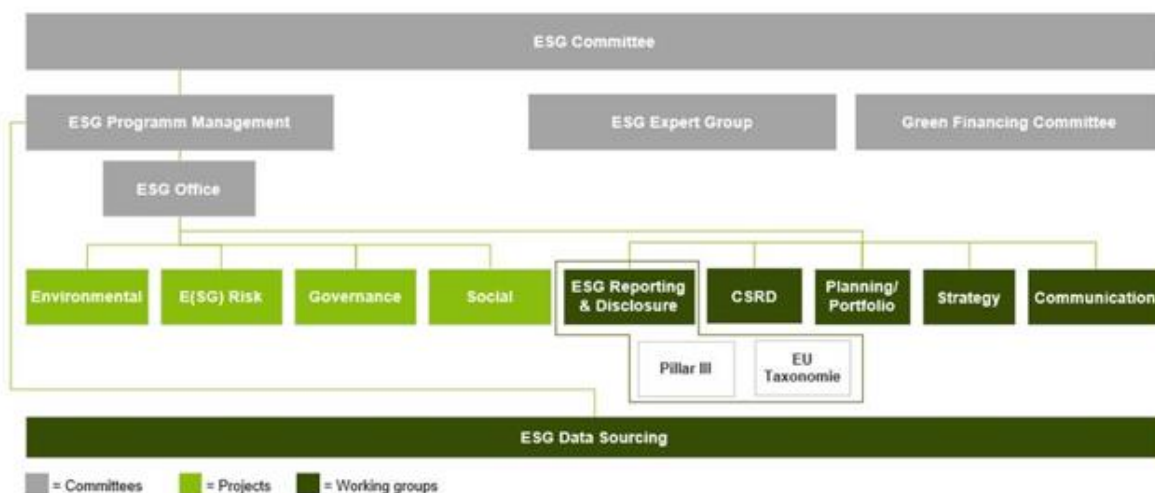 ESG Committee
ESG Programm Management
ESG Expert Group
Green Financing Committee
ESG Office
Environmental
E(SG) Risk
Governance
Social
ESG Reporting
& Disclosure
CSRD
Planning/
Portfolio
Strategy
Communication
Pillar III
EU
Taxonomie
ESG Data Sourcing
= Committees
= Projects
= Working groups